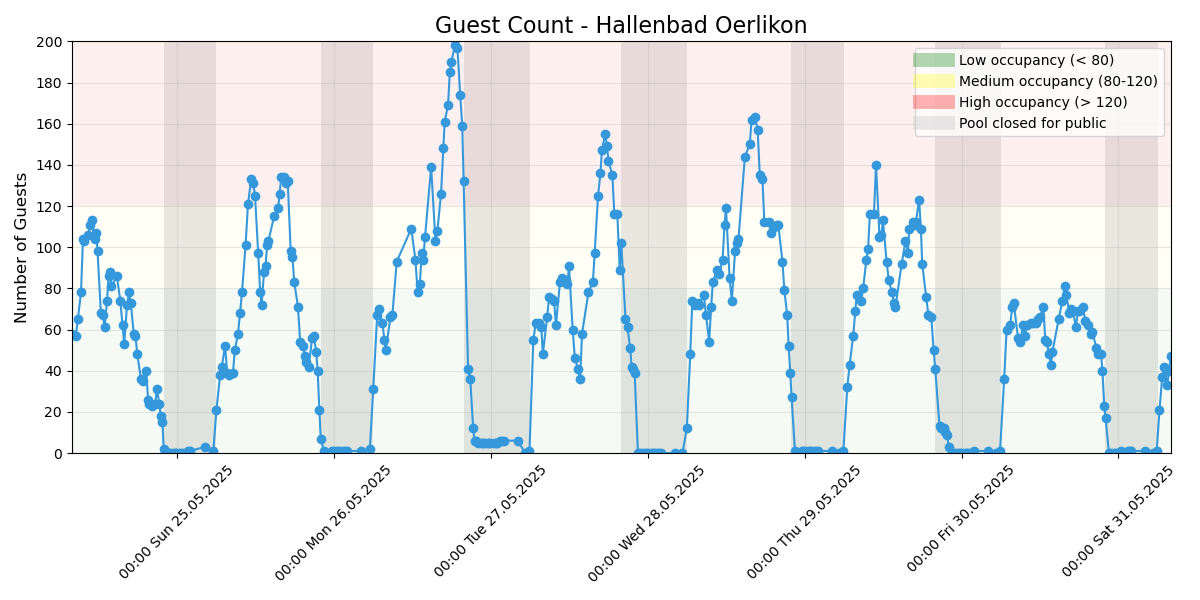 Guest Count - Hallenbad Oerlikon
Number of Guests
200
180
160
140
120
100
80
60
40
20
0
Low occupancy (< 80)
Medium occupancy (80-120)
High occupancy (> 120)
Pool closed for public
00:00 Sun 25.05.2025
00:00 Mon 26.05.2025
00:00 Tue 27.05.2025
00:00 Wed 28.05.2025
00:00 Thu 29.05.2025
00:00 Fri 30.05.2025
00:00 Sat 31.05.2025